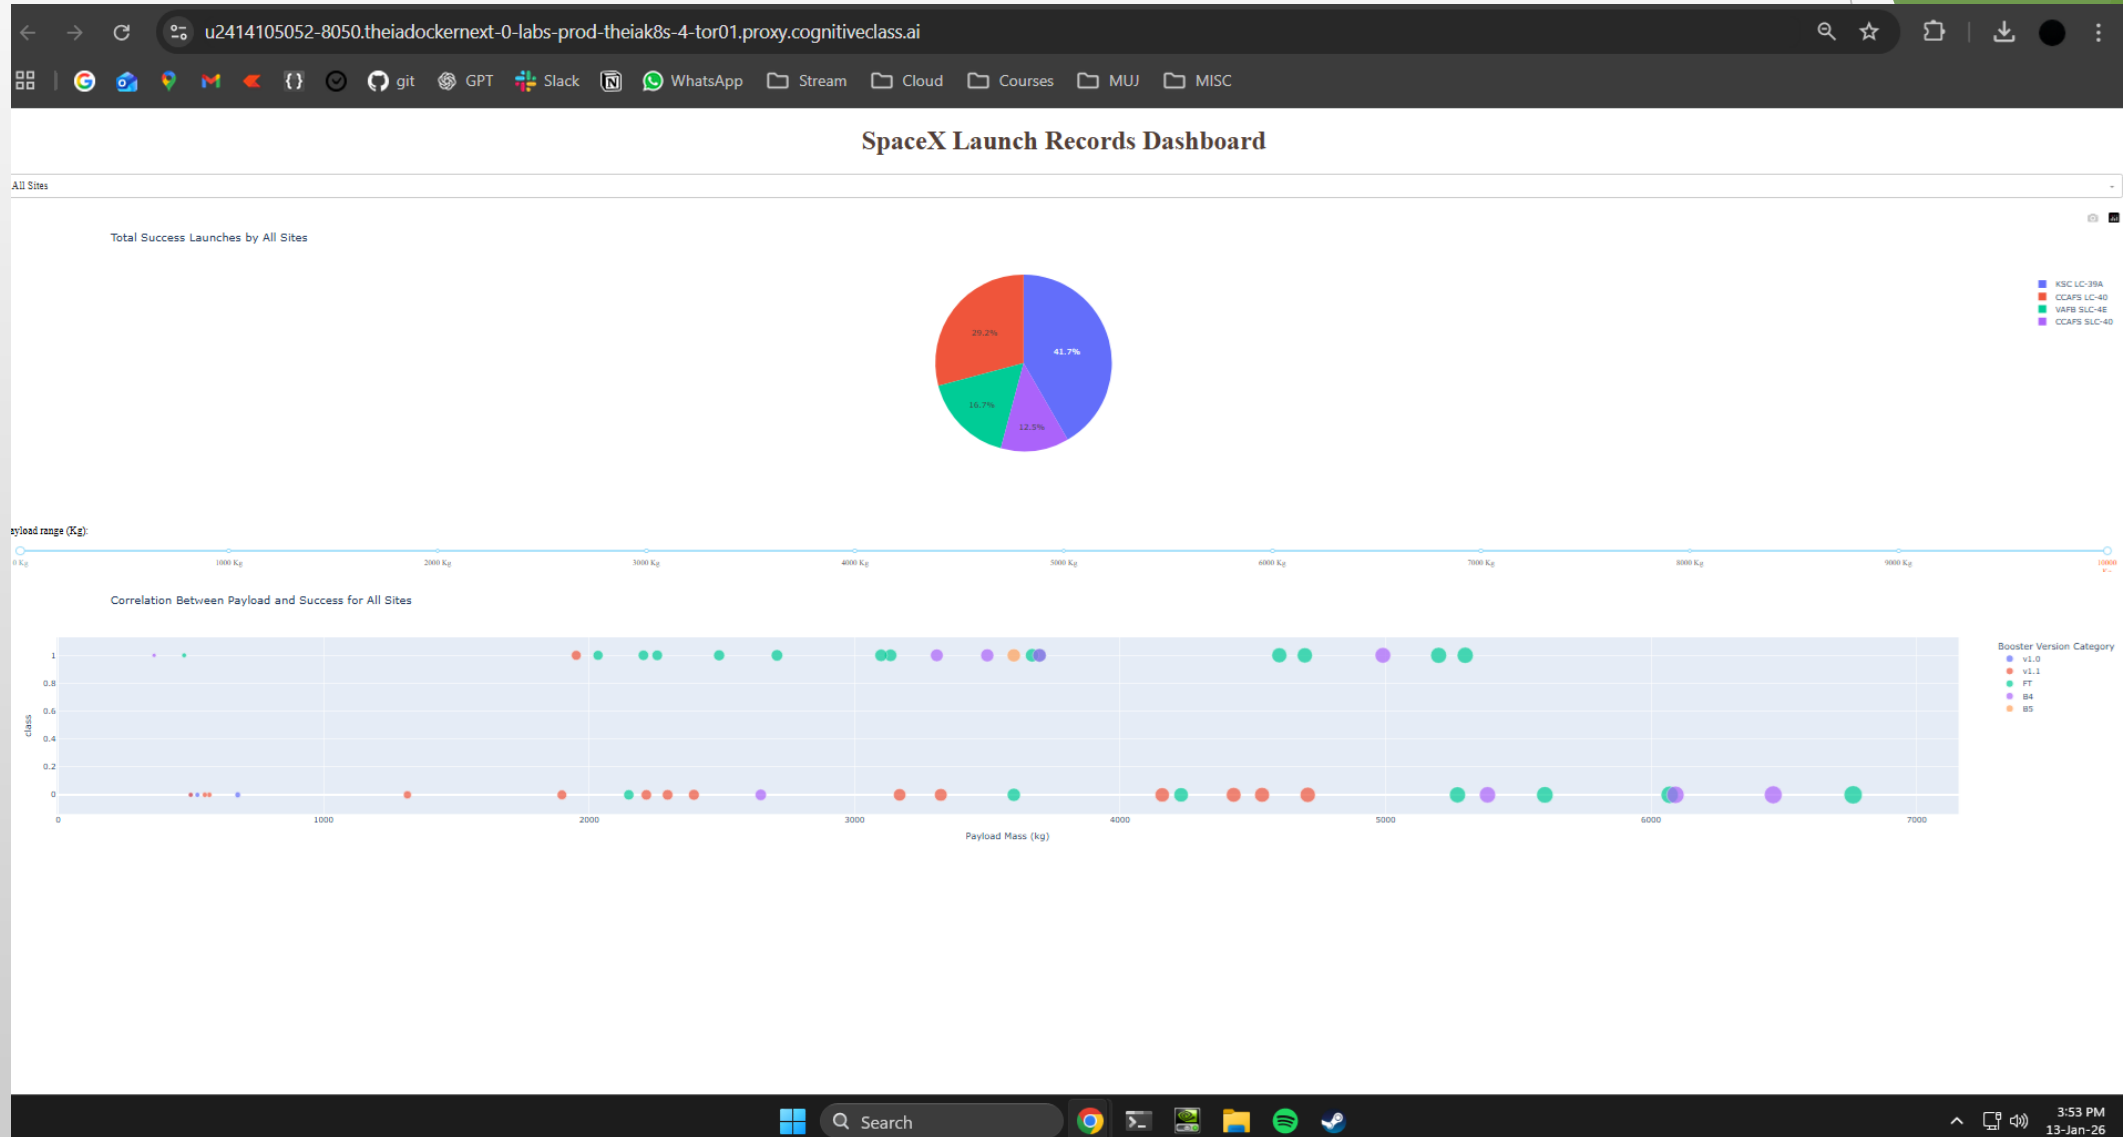 u2414105052-8050.theiadockernext-0-labs-prod-theiak8s-4-tor01.proxy.cognitiveclass.ai
git GPT Slack WhatsApp Stream Cloud Courses MUJ MISC
SpaceX Launch Records Dashboard
All Sites
Total Success Launches by All Sites
KSC LC-39A
CCAFS LC-40
VAFB SLC-4E
CCAFS SLC-40
29.2%
41.7%
16.7%
12.5%
ayload range (Kg):
0 Kg 1000 Kg 2000 Kg 3000 Kg 4000 Kg 5000 Kg 6000 Kg 7000 Kg 8000 Kg 9000 Kg 10000
Correlation Between Payload and Success for All Sites
Booster Version Category
v1.0
v1.1
FT
B4
B5
class
1
0.8
0.6
0.4
0.2
0
0 1000 2000 3000 4000 5000 6000 7000
Payload Mass (kg)
Search
3:53 PM
13-Jan-26